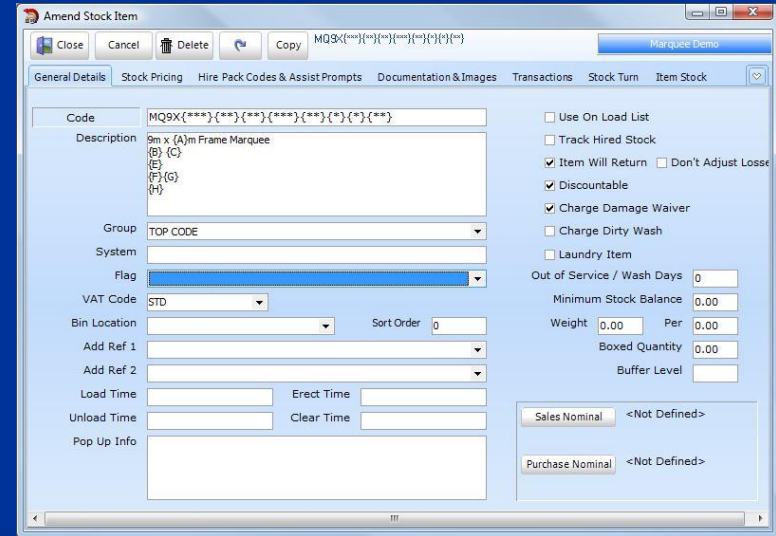 Amend Stock Item
Close Cancel Delete Copy MQ9X{***}{**}{**}{***}{**}{*}{*}{**} Marquee Demo
General Details Stock Pricing Hire Pack Codes & Assist Prompts Documentation & Images Transactions Stock Turn Item Stock
Code MQ9X{***}{**}{**}{***}{**}{*}{*}{**}
Description 9m x {A}m Frame Marquee
{B} {C}
{E}
{F}{G}
{H}
Group TOP CODE
System
Flag
VAT Code STD
Bin Location Sort Order 0
Add Ref 1
Add Ref 2
Load Time Erect Time
Unload Time Clear Time
Pop Up Info
Use On Load List
Track Hired Stock
Item Will Return Don't Adjust Losse
Discountable
Charge Damage Waiver
Charge Dirty Wash
Laundry Item
Out of Service / Wash Days 0
Minimum Stock Balance 0.00
Weight 0.00 Per 0.00
Boxed Quantity 0.00
Buffer Level
Sales Nominal <Not Defined>
Purchase Nominal <Not Defined>